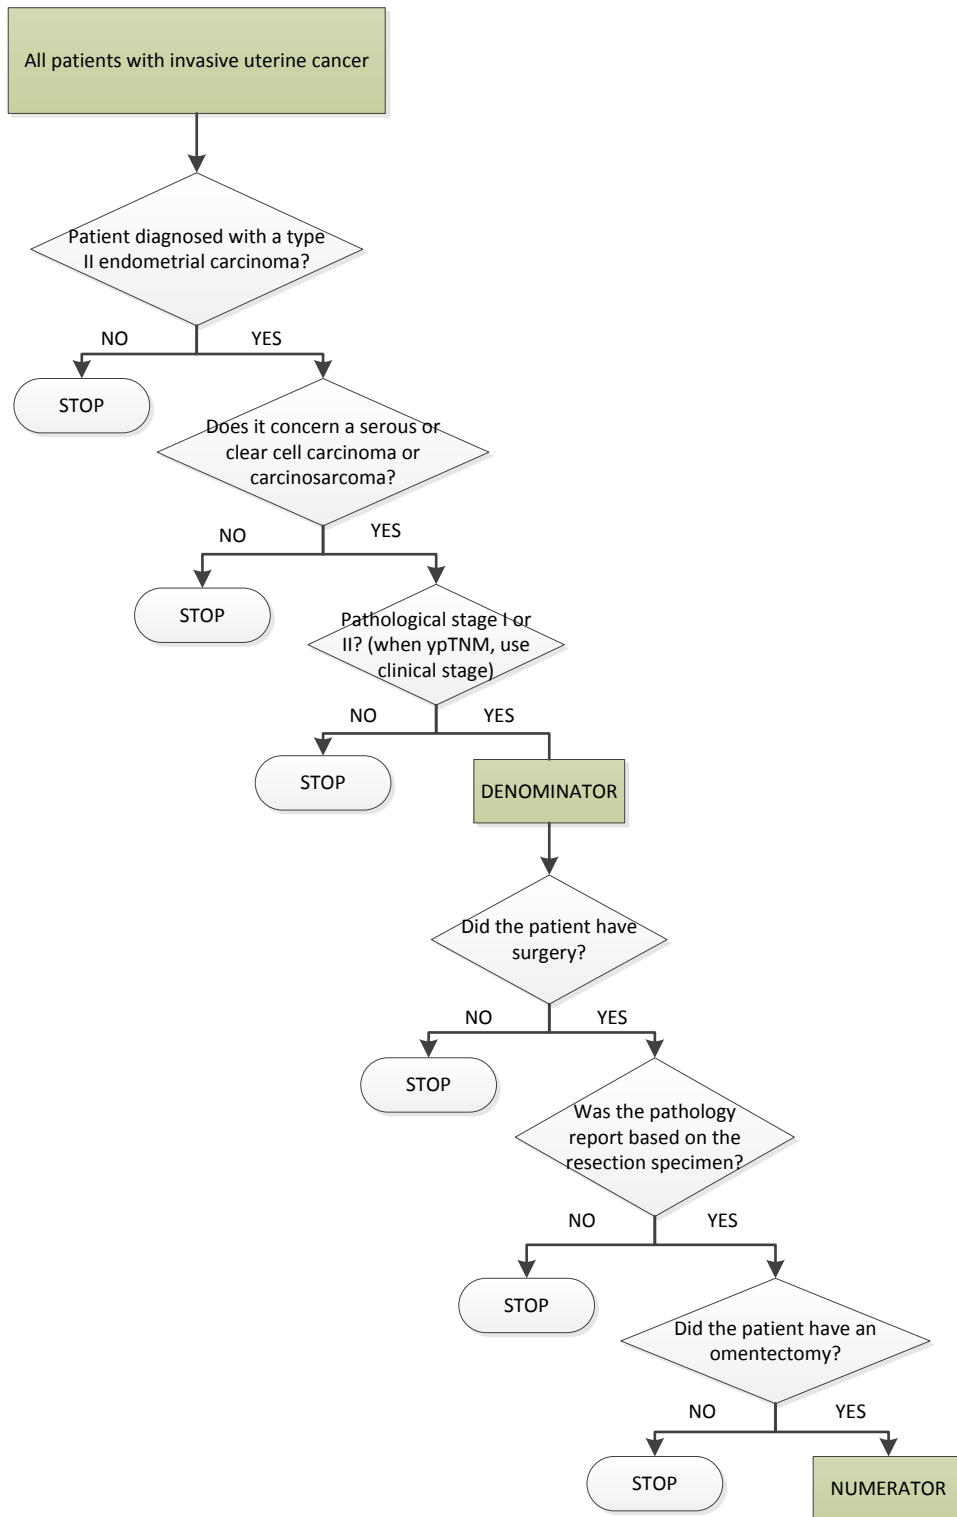 All patients with invasive uterine cancer
Patient diagnosed with a type
II endometrial carcinoma?
NO
YES
STOP
Does it concern a serous or
clear cell carcinoma or
carcinosarcoma?
NO
YES
STOP
Pathological stage I or
II? (when ypTNM, use
clinical stage)
NO
YES
STOP
DENOMINATOR
Did the patient have
surgery?
NO
YES
STOP
Was the pathology
report based on the
resection specimen?
NO
YES
STOP
Did the patient have an
omentectomy?
NO
YES
STOP
NUMERATOR